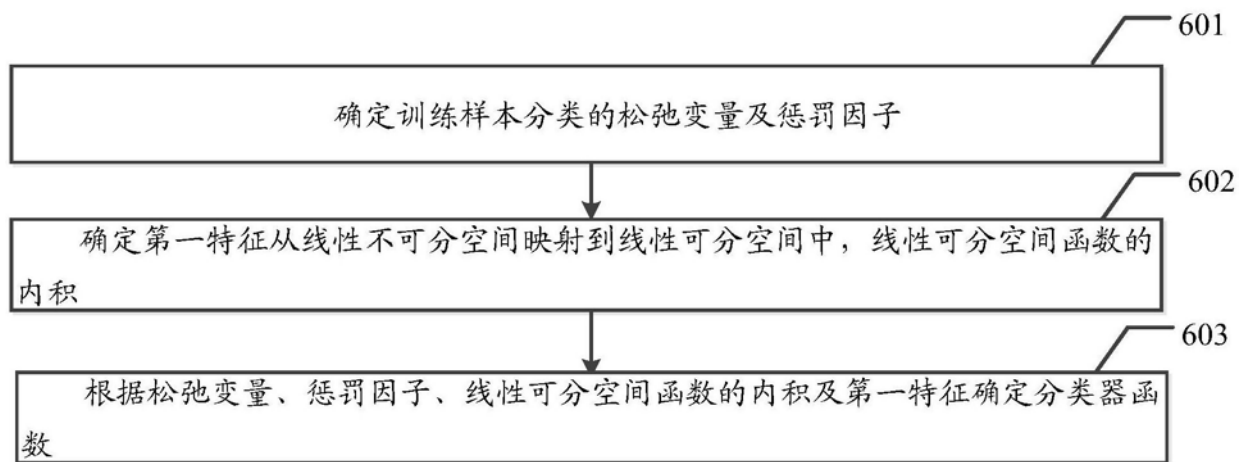 601
确定训练样本分类的松弛变量及惩罚因子
602
确定第一特征从线性不可分空间映射到线性可分空间中，线性可分空间函数的
内积
603
根据松弛变量、惩罚因子、线性可分空间函数的内积及第一特征确定分类器函
数